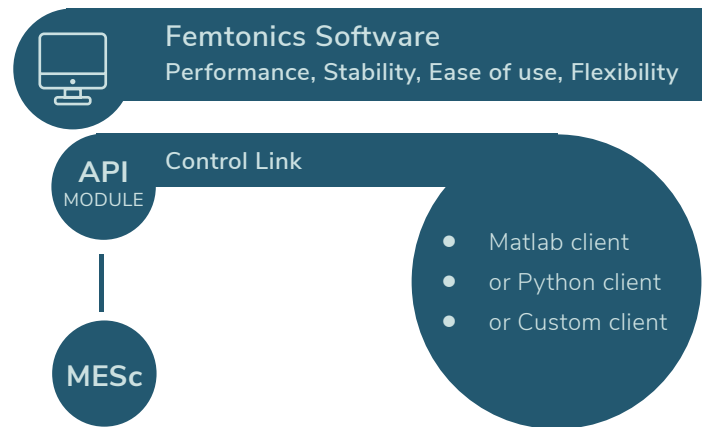 Femtonics Software
Performance, Stability, Ease of use, Flexibility
API
MODULE
Control Link
● Matlab client
● or Python client
● or Custom client
MESc